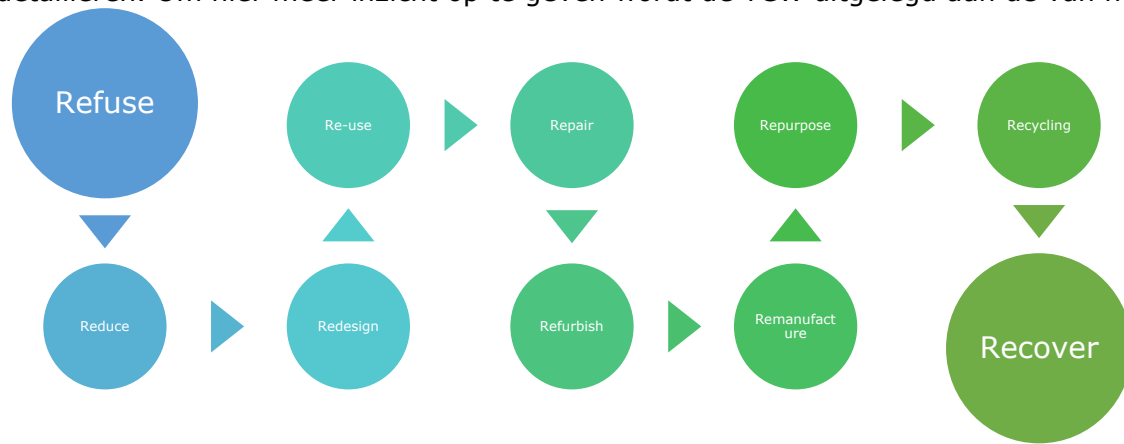 Refuse
Reduce
Redesign
Re-use
Repair
Refurbish
Remanufact
ure
Repurpose
Recycling
Recover